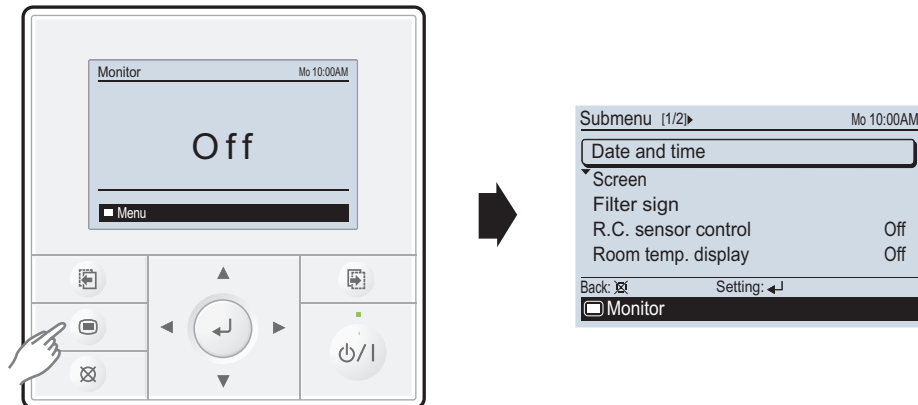 Monitor Mo 10:00AM
Off
Menu
Submenu [1/2] Mo 10:00AM
Date and time
Screen
Filter sign
R.C. sensor control Off
Room temp. display Off
Back: Setting:
Monitor